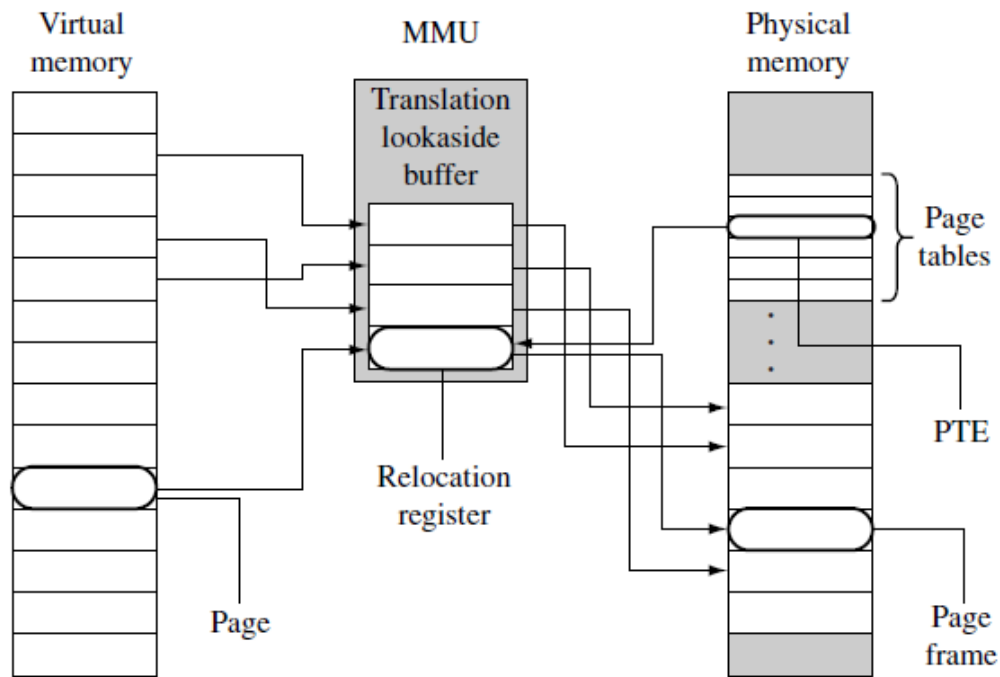 Virtual
memory
MMU
Physical
memory
Translation
lookaside
buffer
Page
tables
PTE
Relocation
register
Page
Page
frame